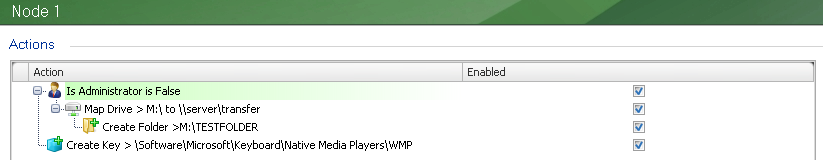 Node 1
Actions
Action Enabled
Is Administrator is False
Map Drive > M:\ to \\server\transfer
Create Folder >M:\TESTFOLDER
Create Key > \Software\Microsoft\Keyboard\Native Media Players\WMP